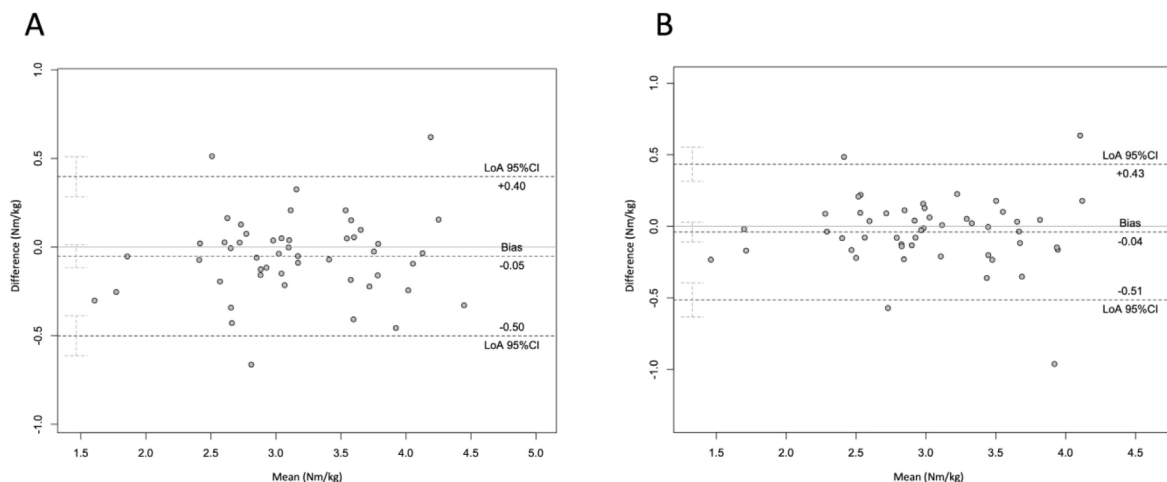 A
1.0
0.5
0.0
-0.5
-1.0
Difference (Nm/kg)
LoA 95%CI
+0.40
Bias
-0.05
-0.50
LoA 95%CI
1.5 2.0 2.5 3.0 3.5 4.0 4.5 5.0
Mean (Nm/kg)
B
1.0
0.5
0.0
-0.5
-1.0
Difference (Nm/kg)
LoA 95%CI
+0.43
Bias
-0.04
-0.51
LoA 95%CI
1.5 2.0 2.5 3.0 3.5 4.0 4.5
Mean (Nm/kg)